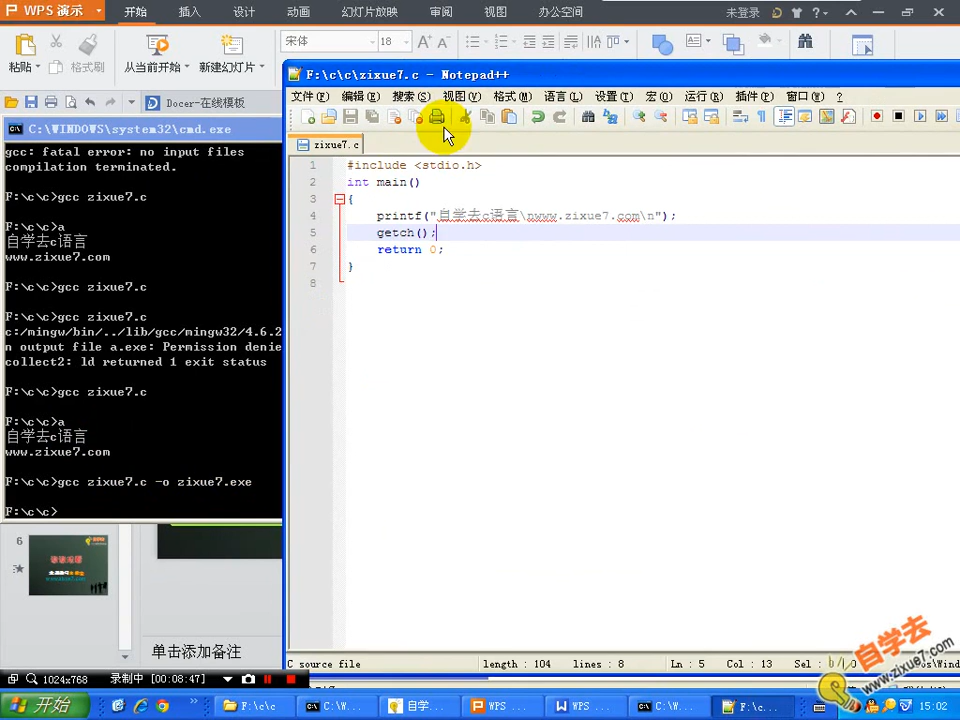 WPS 演示
开始 插入 设计 动画 幻灯片放映 审阅 视图 办公空间 未登录
粘贴 格式刷 从当前开始 新建幻灯片 宋体 18
Docer-在线模板
F:\c\c\zixue7.c - Notepad++
文件(F) 编辑(E) 搜索(S) 视图(V) 格式(M) 语言(L) 设置(T) 宏(O) 运行(R) 插件(P) 窗口(W) ?
zixue7.c
1 #include <stdio.h>
2 int main()
3 {
4 printf("自学去c语言\nwww.zixue7.com\n");
5 getch();
6 return 0;
7 }
8
C:\WINDOWS\system32\cmd.exe
gcc: fatal error: no input files
compilation terminated.
F:\c\c>gcc zixue7.c
F:\c\c>a
自学去c语言
www.zixue7.com
F:\c\c>gcc zixue7.c
F:\c\c>gcc zixue7.c
c:/mingw/bin/../lib/gcc/mingw32/4.6.2
n output file a.exe: Permission denie
collect2: ld returned 1 exit status
F:\c\c>gcc zixue7.c
F:\c\c>a
自学去c语言
www.zixue7.com
F:\c\c>gcc zixue7.c -o zixue7.exe
F:\c\c>
6
单击添加备注
C source file length : 104 lines : 8 Ln : 5 Col : 13 Sel :
自学去
www.zixue7.com
1024x768 录制中 [00:08:47]
开始 F:\c\c C:\W... 自学... WPS ... WPS ... C:\W... F:\c... 15:02